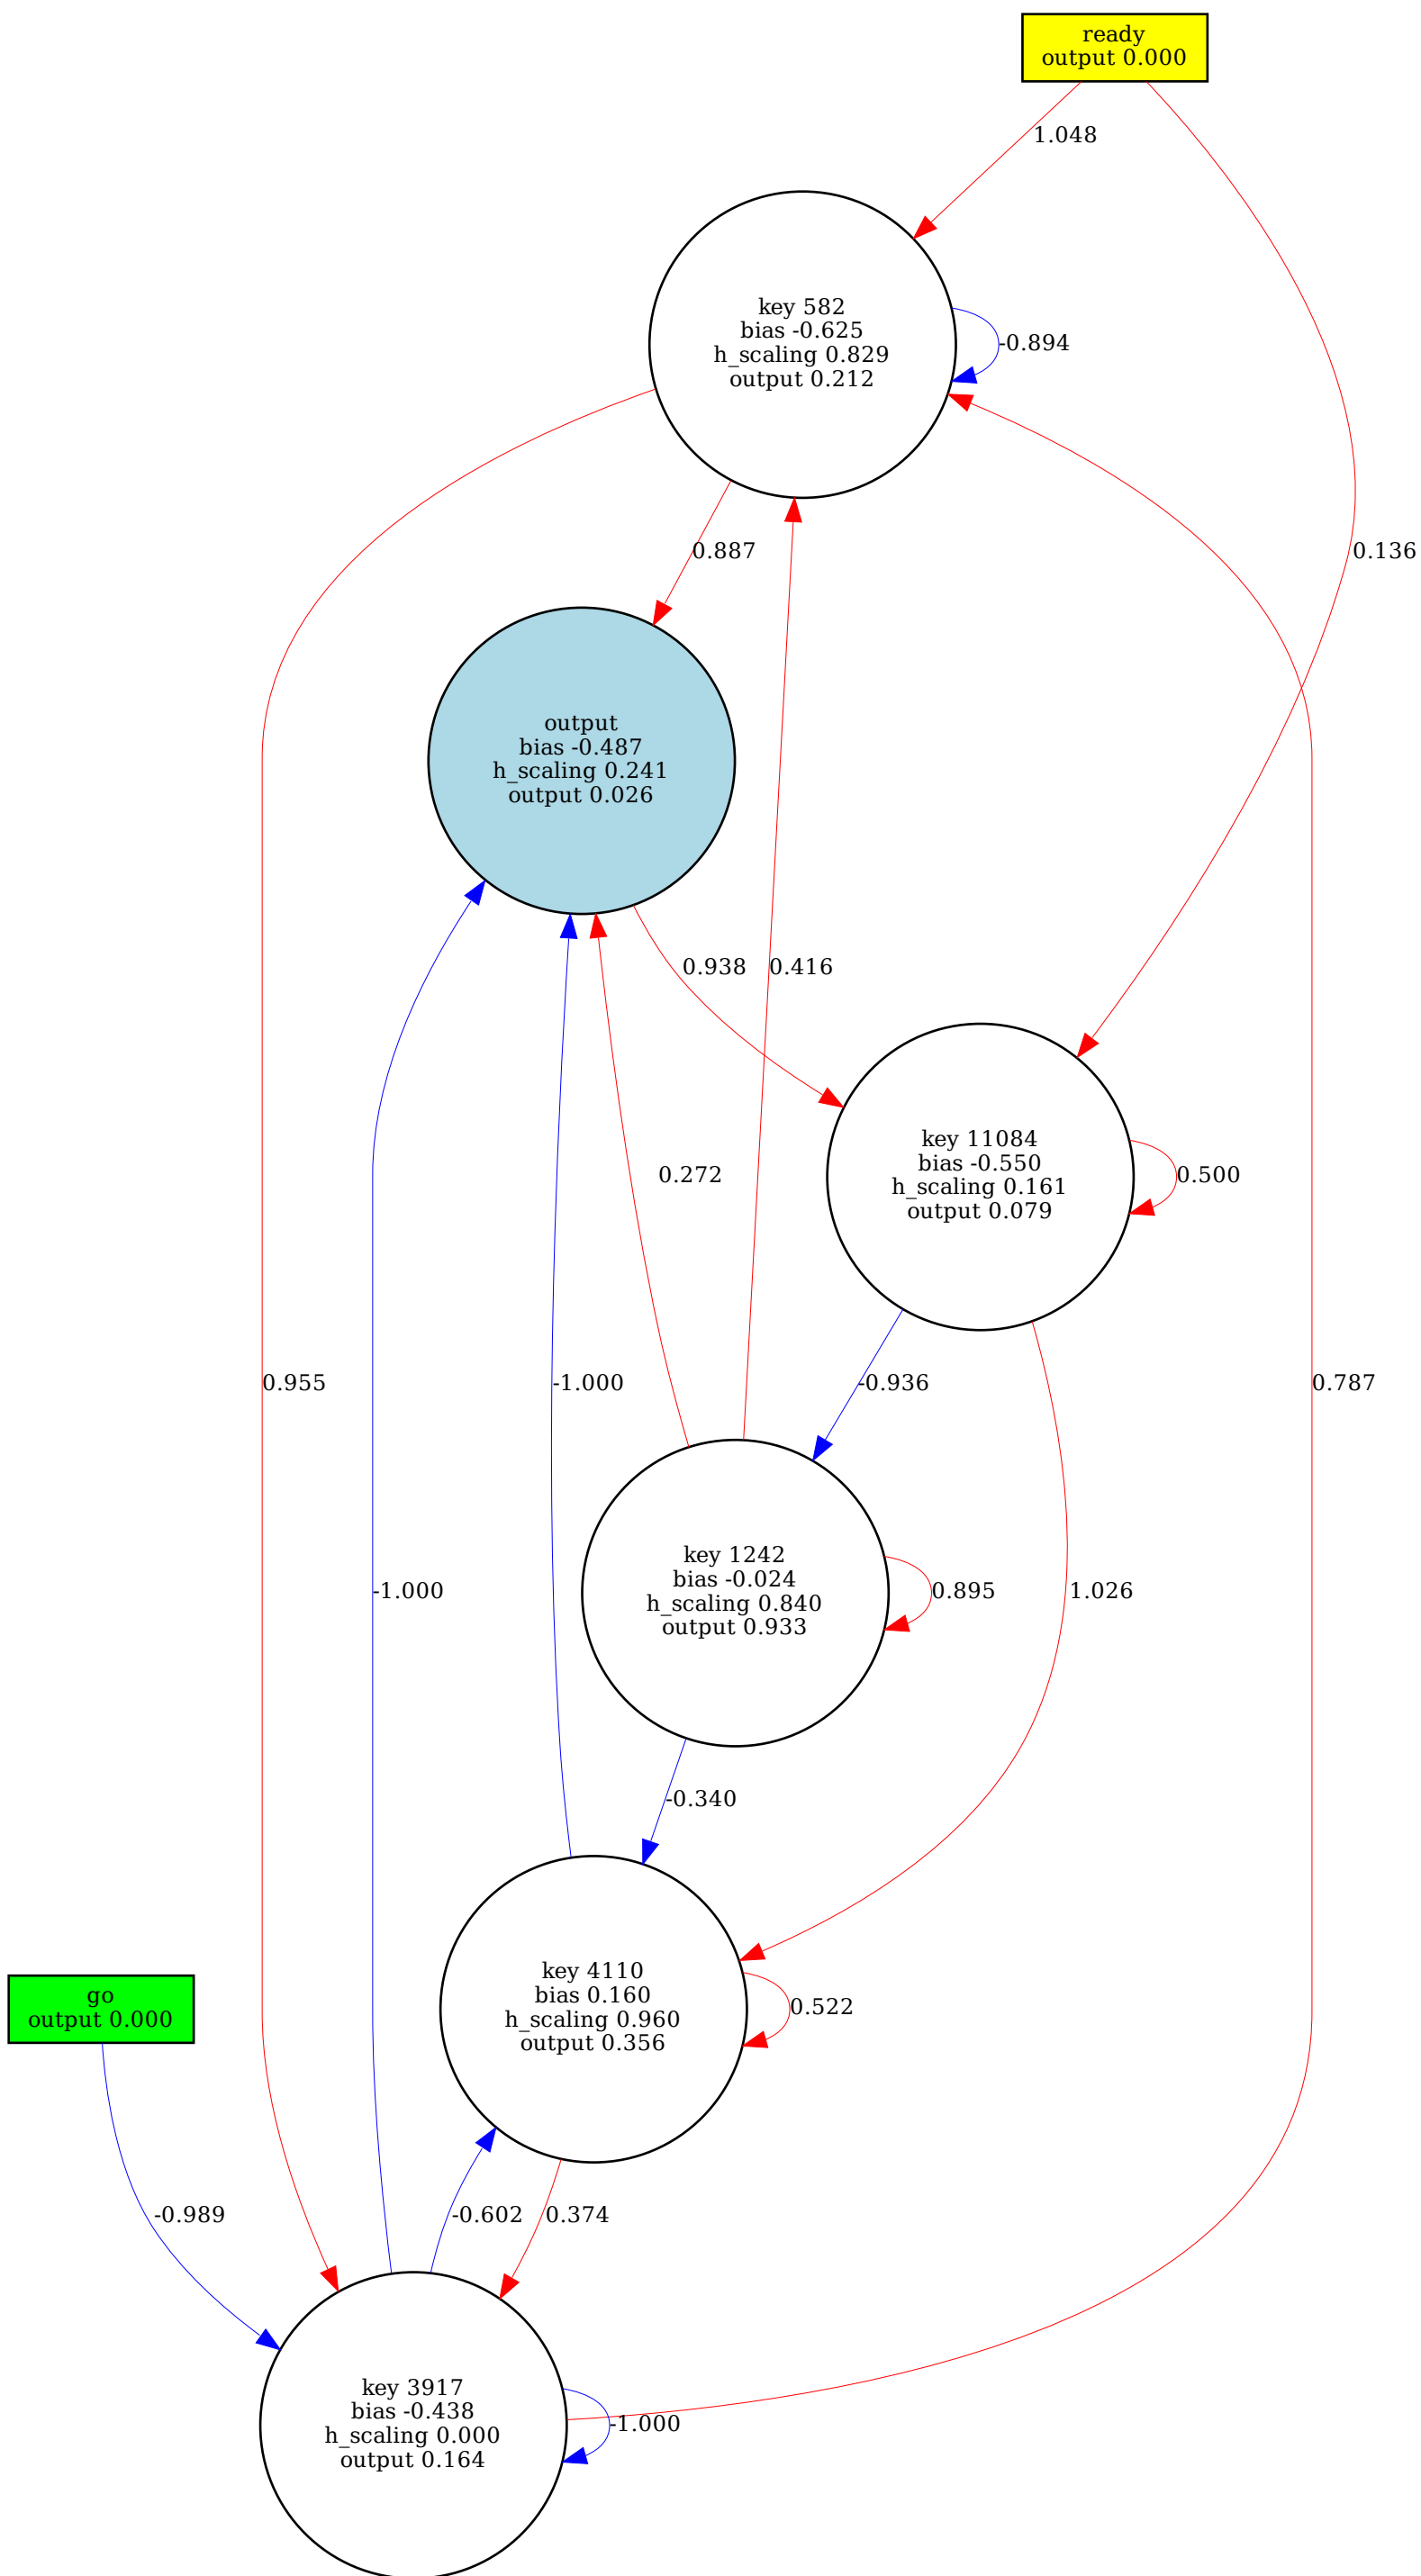 ready
output 0.000
1.048
key 582
bias -0.625
h_scaling 0.829
output 0.212
-0.894
0.887
0.136
output
bias -0.487
h_scaling 0.241
output 0.026
0.938
0.416
key 11084
bias -0.550
h_scaling 0.161
output 0.079
0.500
0.272
0.955
-1.000
-0.936
0.787
key 1242
bias -0.024
h_scaling 0.840
output 0.933
0.895
-1.000
1.026
-0.340
key 4110
bias 0.160
h_scaling 0.960
output 0.356
0.522
go
output 0.000
-0.989
-0.602
0.374
key 3917
bias -0.438
h_scaling 0.000
output 0.164
-1.000